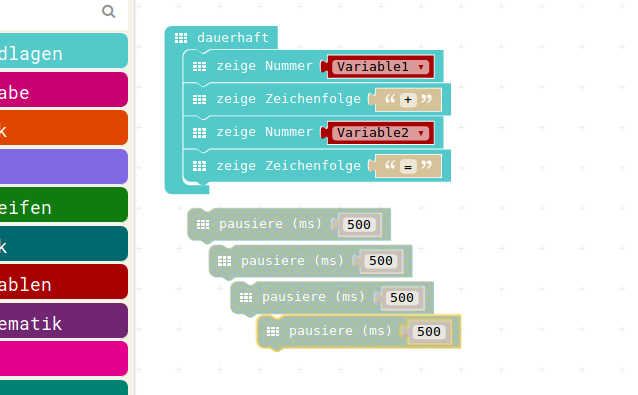 dlagen
abe
k
eifen
k
ablen
ematik
dauerhaft
zeige Nummer Variable1
zeige Zeichenfolge “ + ”
zeige Nummer Variable2
zeige Zeichenfolge “ = ”
pausiere (ms) 500
pausiere (ms) 500
pausiere (ms) 500
pausiere (ms) 500